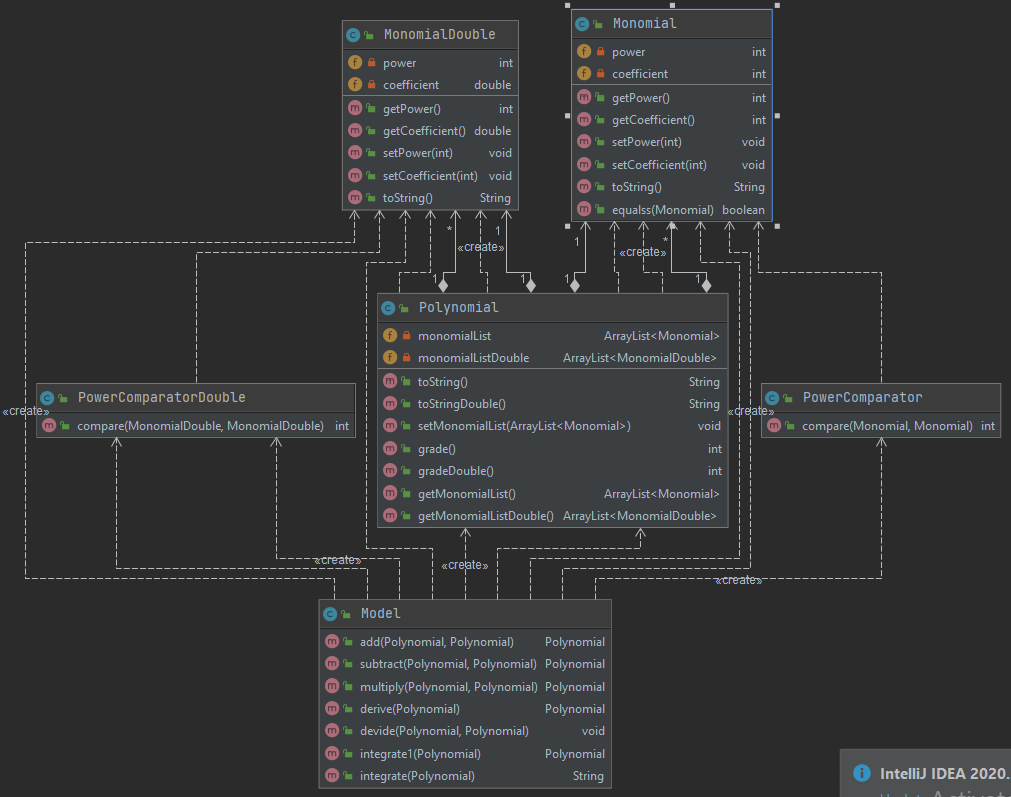 MonomialDouble
power int
coefficient double
getPower() int
getCoefficient() double
setPower(int) void
setCoefficient(int) void
toString() String
Monomial
power int
coefficient int
getPower() int
getCoefficient() int
setPower(int) void
setCoefficient(int) void
toString() String
equalss(Monomial) boolean
* 1
«create»
1 1
1 *
«create»
1 1
Polynomial
monomialList ArrayList<Monomial>
monomialListDouble ArrayList<MonomialDouble>
toString() String
toStringDouble() String
setMonomialList(ArrayList<Monomial>) void
grade() int
gradeDouble() int
getMonomialList() ArrayList<Monomial>
getMonomialListDouble() ArrayList<MonomialDouble>
«create»
PowerComparatorDouble
compare(MonomialDouble, MonomialDouble) int
«create»
PowerComparator
compare(Monomial, Monomial) int
«create»
«create»
«create»
Model
add(Polynomial, Polynomial) Polynomial
subtract(Polynomial, Polynomial) Polynomial
multiply(Polynomial, Polynomial) Polynomial
derive(Polynomial) Polynomial
devide(Polynomial, Polynomial) void
integrate1(Polynomial) Polynomial
integrate(Polynomial) String
IntelliJ IDEA 2020.